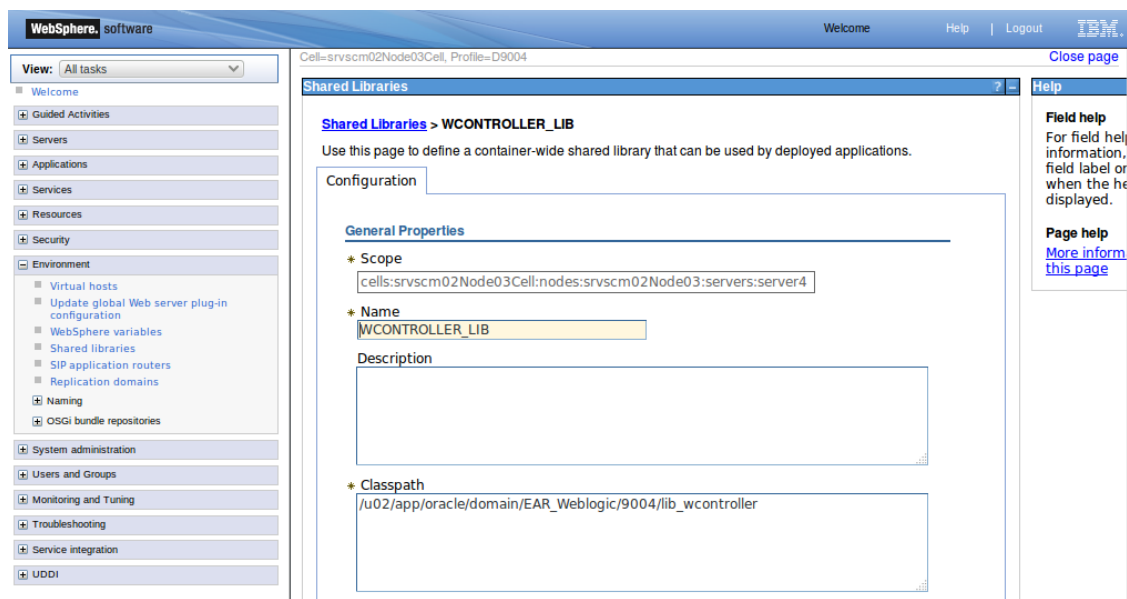 WebSphere. software
Welcome
Help | Logout
IBM.
View: All tasks
Welcome
Guided Activities
Servers
Applications
Services
Resources
Security
Environment
Virtual hosts
Update global Web server plug-in
configuration
WebSphere variables
Shared libraries
SIP application routers
Replication domains
Naming
OSGi bundle repositories
System administration
Users and Groups
Monitoring and Tuning
Troubleshooting
Service integration
UDDI
Cell=srvscm02Node03Cell, Profile=D9004
Close page
Shared Libraries
? –
Shared Libraries > WCONTROLLER_LIB
Use this page to define a container-wide shared library that can be used by deployed applications.
Configuration
General Properties
* Scope
cells:srvscm02Node03Cell:nodes:srvscm02Node03:servers:server4
* Name
WCONTROLLER_LIB
Description
* Classpath
/u02/app/oracle/domain/EAR_Weblogic/9004/lib_wcontroller
Help
Field help
For field help
information,
field label or
when the he
displayed.
Page help
More inform
this page